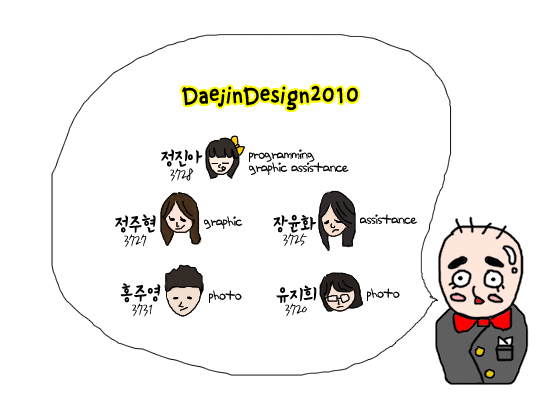 DaejinDesign2010
정진아
3728
programming
graphic assistance
정주현
3727
graphic
장윤화
3725
assistance
홍주영
3731
photo
유지희
3720
photo